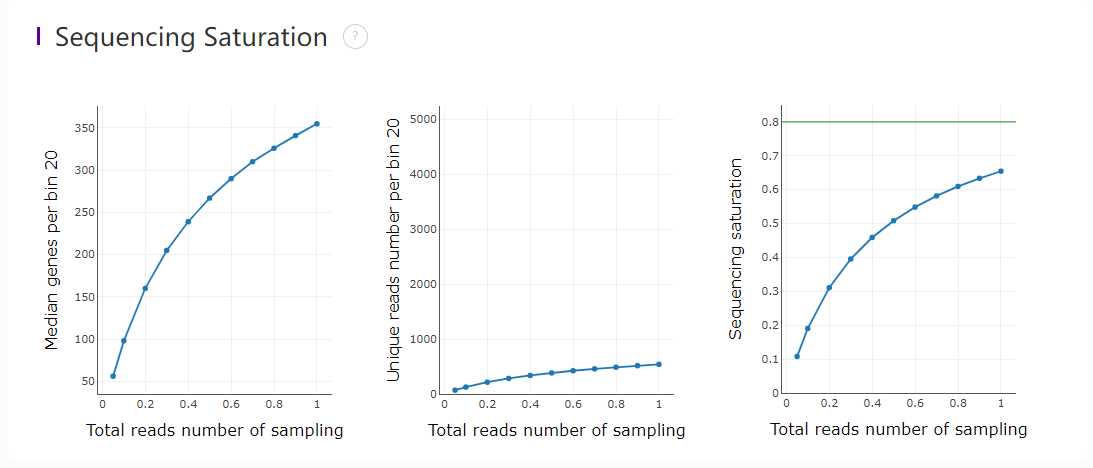 Sequencing Saturation ?
Median genes per bin 20
350
300
250
200
150
100
50
0 0.2 0.4 0.6 0.8 1
Total reads number of sampling
Unique reads number per bin 20
5000
4000
3000
2000
1000
0
0 0.2 0.4 0.6 0.8 1
Total reads number of sampling
Sequencing saturation
0.8
0.7
0.6
0.5
0.4
0.3
0.2
0.1
0
0 0.2 0.4 0.6 0.8 1
Total reads number of sampling